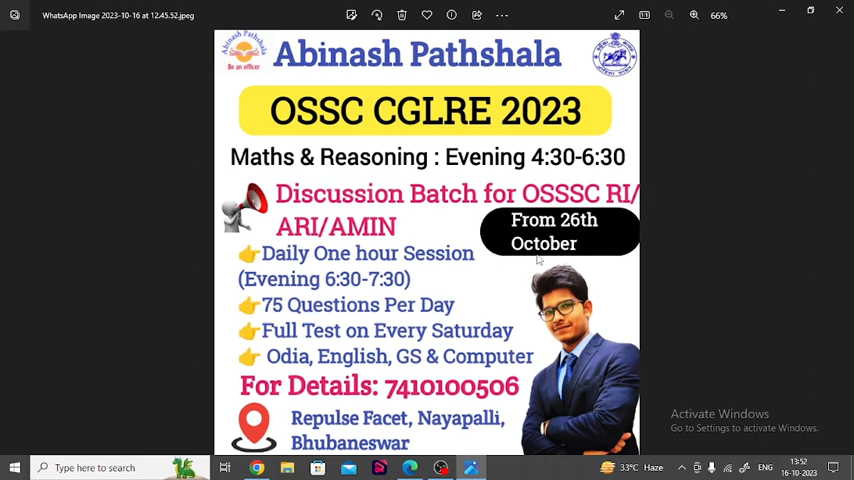 WhatsApp Image 2023-10-16 at 12.45.52.jpeg
66%
Abinash Pathshala
Be an officer
Abinash Pathshala
OSSC CGLRE 2023
Maths & Reasoning : Evening 4:30-6:30
Discussion Batch for OSSSC RI/
ARI/AMIN
From 26th
October
👉Daily One hour Session
(Evening 6:30-7:30)
👉75 Questions Per Day
👉Full Test on Every Saturday
👉 Odia, English, GS & Computer
For Details: 7410100506
Repulse Facet, Nayapalli,
Bhubaneswar
Activate Windows
Go to Settings to activate Windows.
Type here to search
33°C Haze
ENG
13:52
16-10-2023